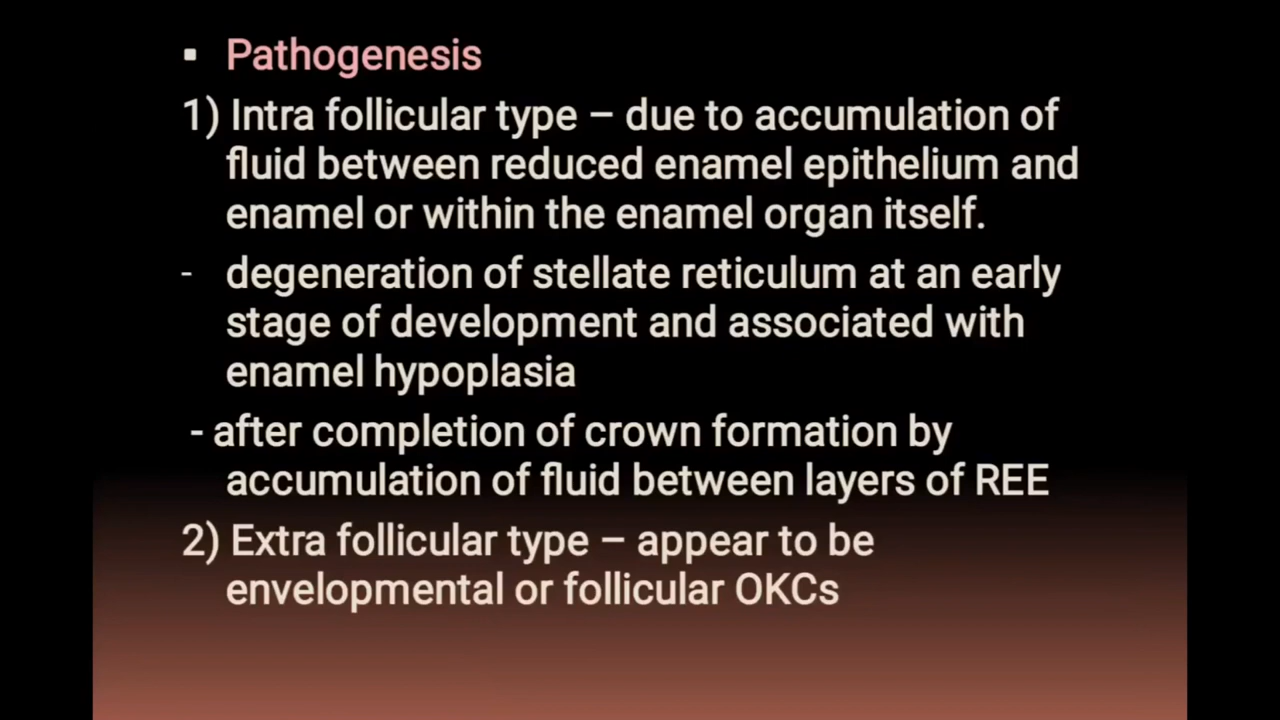 ▪ Pathogenesis
1) Intra follicular type – due to accumulation of
fluid between reduced enamel epithelium and
enamel or within the enamel organ itself.
- degeneration of stellate reticulum at an early
stage of development and associated with
enamel hypoplasia
- after completion of crown formation by
accumulation of fluid between layers of REE
2) Extra follicular type – appear to be
envelopmental or follicular OKCs